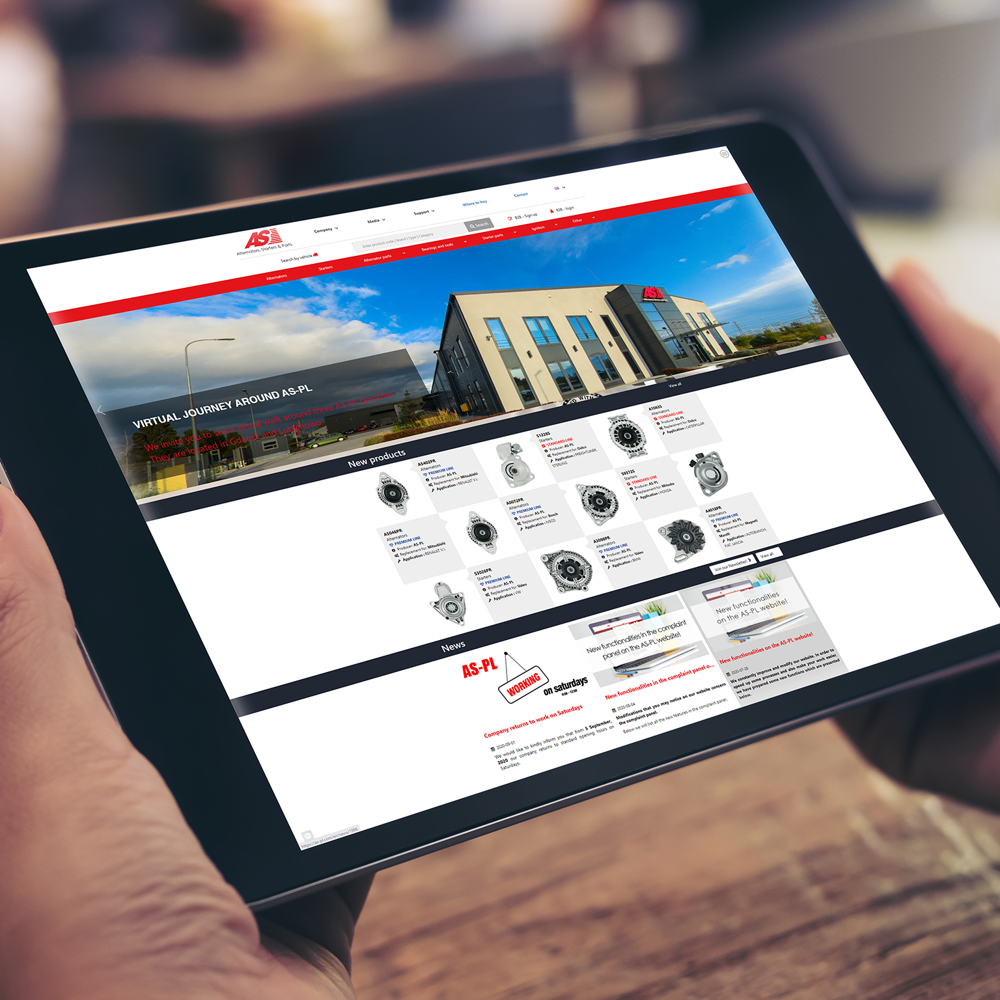 Company
Media
Support
Where to buy
Contact
AS
Alternators, Starters & Parts
Search by vehicle
Enter product code | Brand | Type | Category
Search
B2B - Sign up
B2B - login
Alternators
Starters
Alternator parts
Bearings and seals
Starter parts
Ignition
Other
AS
VIRTUAL JOURNEY AROUND AS-PL
We invite you to see a virtual walk around three AS-PL branches.
They are located in Gdańsk and Lublewo.
New products
View all
A5402PR
Alternators
PREMIUM LINE
Producer: AS-PL
Replacement for: Mitsubishi
Application : RENAULT V.I.
S1228S
Starters
STANDARD LINE
Producer: AS-PL
Replacement for: Delco
Application : FREIGHTLINER
STERLING
A1063S
Alternators
STANDARD LINE
Producer: AS-PL
Replacement for: Delco
Application : CATERPILLAR
A5046PR
Alternators
PREMIUM LINE
Producer: AS-PL
Replacement for: Mitsubishi
Application : RENAULT V.I.
A0072PR
Alternators
PREMIUM LINE
Producer: AS-PL
Replacement for: Bosch
Application : IVECO
S9372S
Starters
STANDARD LINE
Producer: AS-PL
Replacement for: Mitsuba
Application : HONDA
S3026PR
Starters
PREMIUM LINE
Producer: AS-PL
Replacement for: Valeo
Application : VW
A3098PR
Alternators
PREMIUM LINE
Producer: AS-PL
Replacement for: Valeo
Application : BMW
A4018PR
Alternators
PREMIUM LINE
Producer: AS-PL
Replacement for: Magneti
Marelli
Application : AUTOBIANCHI,
FIAT, LANCIA
News
Join our Newsletter!
View all
AS-PL
WORKING
on saturdays
9:00 - 12:00
Company returns to work on Saturdays
2020-09-01
We would like to kindly inform you that from 5 September,
2020 our company returns to standard opening hours on
Saturdays.
New functionalities in the complaint
panel on the AS-PL website!
New functionalities in the complaint panel o...
2020-08-04
Modifications that you may notice on our website concern
the complaint panel.
Below we will list all the new features in the complaint panel.
New functionalities
on the AS-PL website!
New functionalities on the AS-PL website!
2020-07-28
We constantly improve and modify our website. In order to
speed up some processes and also make your work easier,
we have prepared some new functions which are presented
below.
https://as-pl.com/en/news/1996